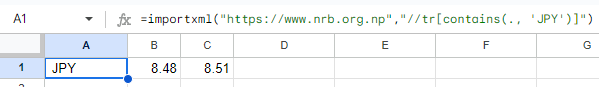 A1 fx =importxml("https://www.nrb.org.np","//tr[contains(., 'JPY')]")
A B C D E F G
1 JPY 8.48 8.51